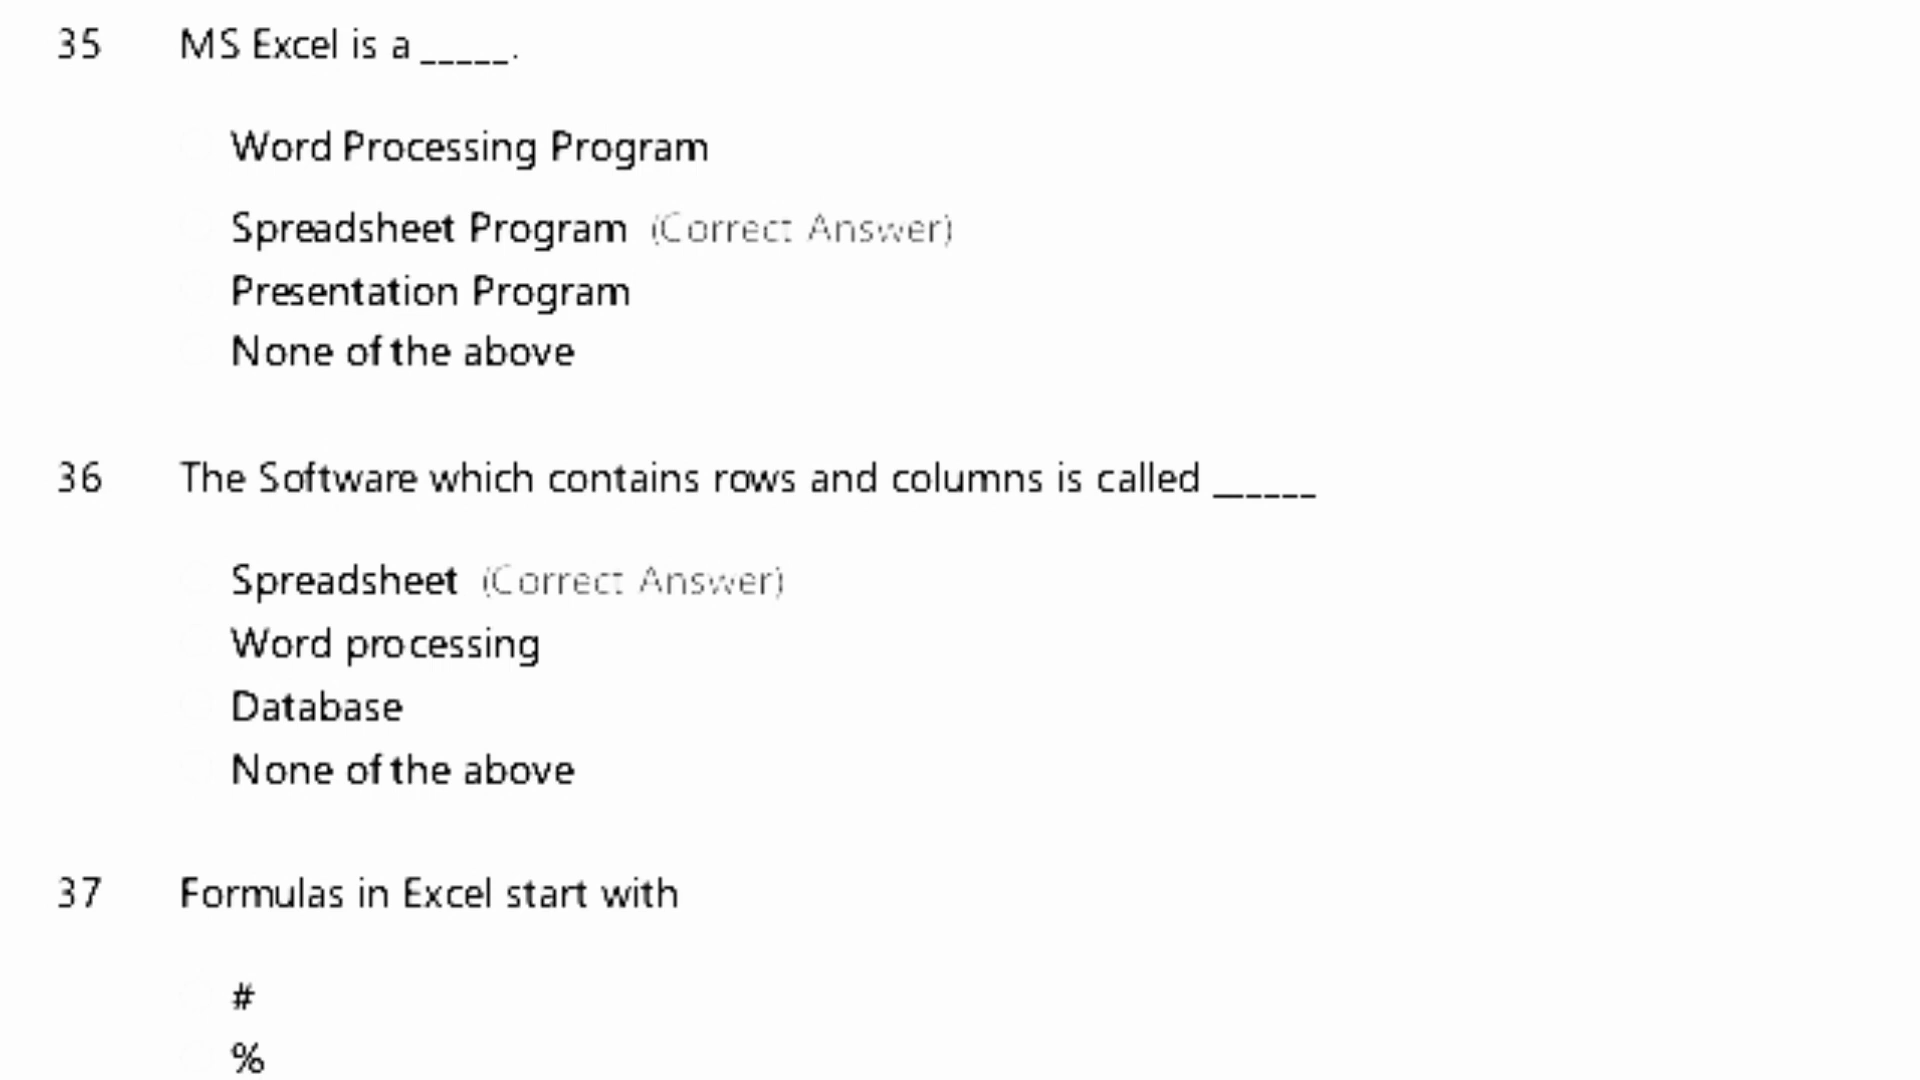 35 MS Excel is a _____.
Word Processing Program
Spreadsheet Program (Correct Answer)
Presentation Program
None of the above
36 The Software which contains rows and columns is called ______
Spreadsheet (Correct Answer)
Word processing
Database
None of the above
37 Formulas in Excel start with
#
%